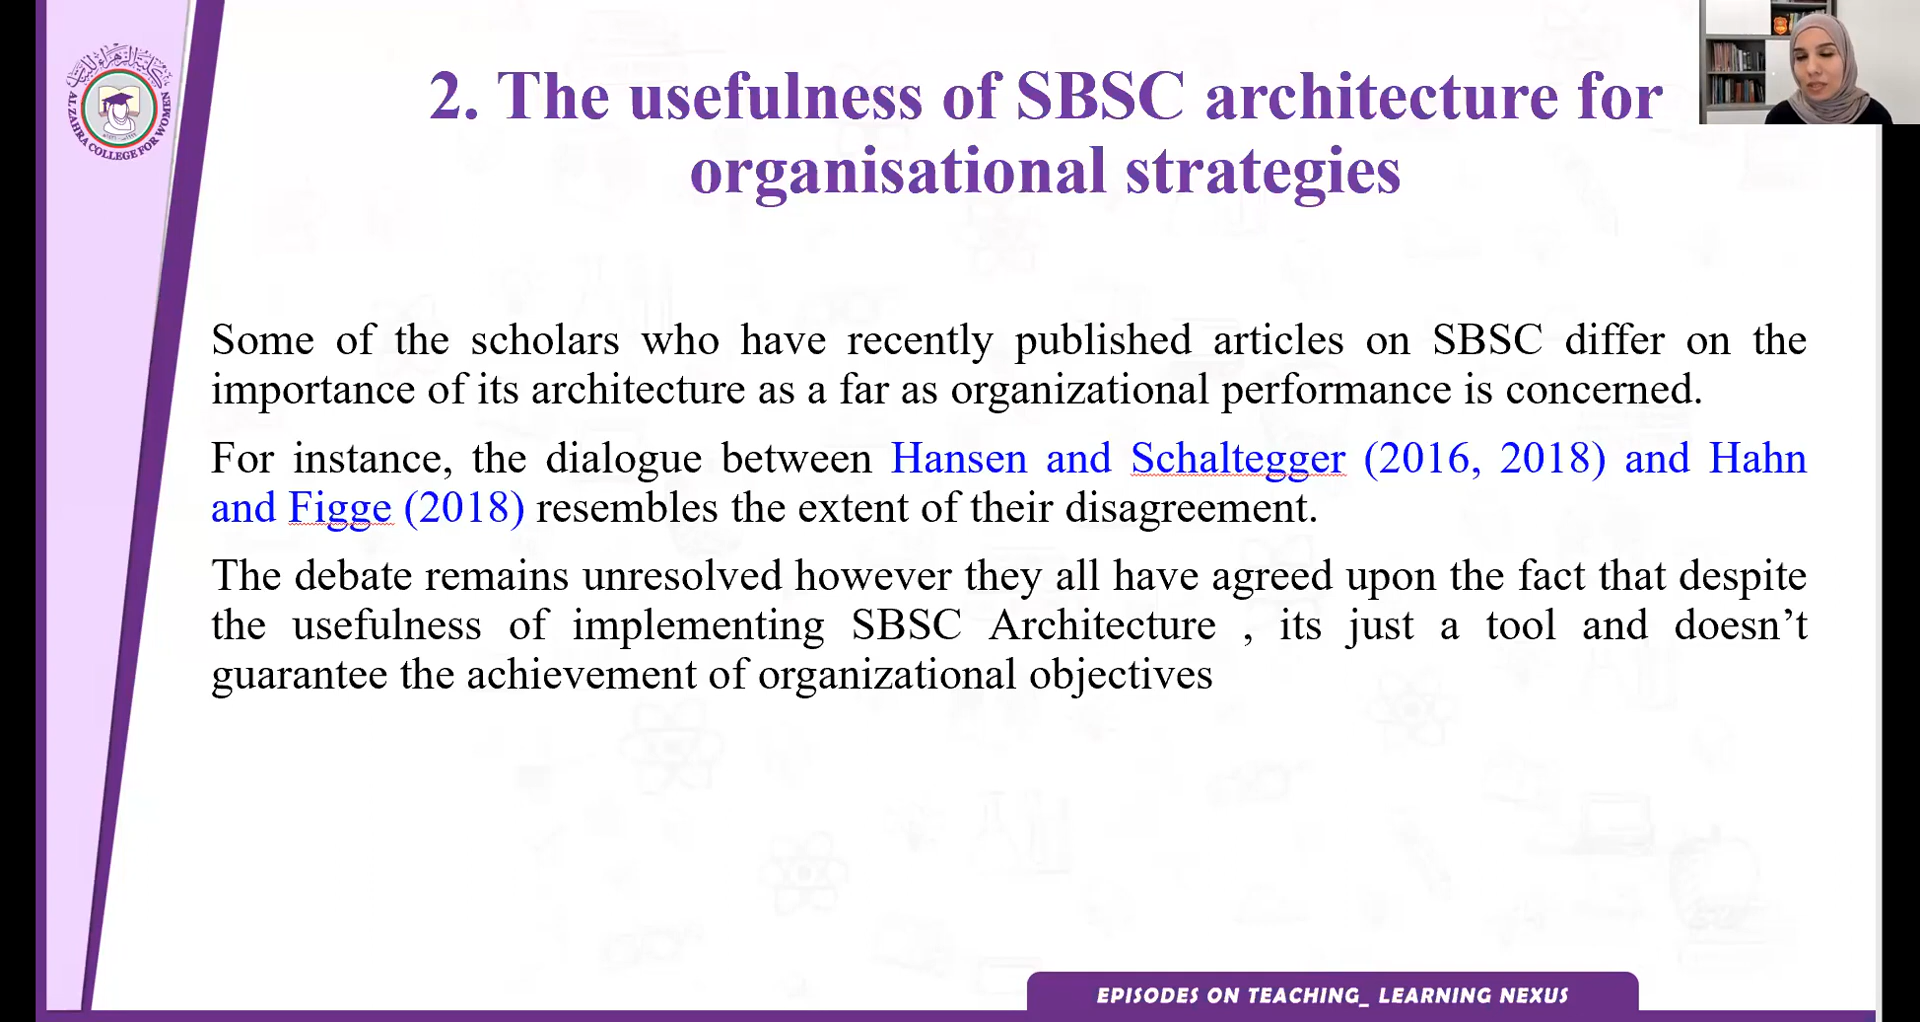 كلية الزهراء للبنات
AL ZAHRA COLLEGE FOR WOMEN
2. The usefulness of SBSC architecture for
organisational strategies
Some of the scholars who have recently published articles on SBSC differ on the
importance of its architecture as a far as organizational performance is concerned.
For instance, the dialogue between Hansen and Schaltegger (2016, 2018) and Hahn
and Figge (2018) resembles the extent of their disagreement.
The debate remains unresolved however they all have agreed upon the fact that despite
the usefulness of implementing SBSC Architecture , its just a tool and doesn’t
guarantee the achievement of organizational objectives
EPISODES ON TEACHING_ LEARNING NEXUS